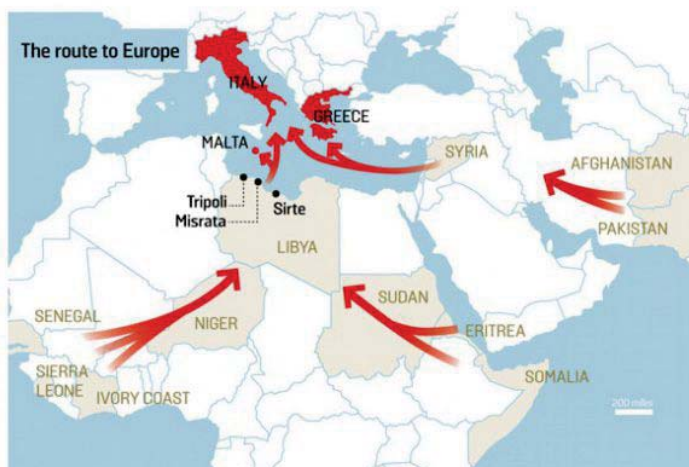 The route to Europe
ITALY
GREECE
MALTA
SYRIA
AFGHANISTAN
Tripoli
Misrata
Sirte
PAKISTAN
LIBYA
SUDAN
SENEGAL
NIGER
ERITREA
SIERRA
LEONE
IVORY COAST
SOMALIA
200 miles